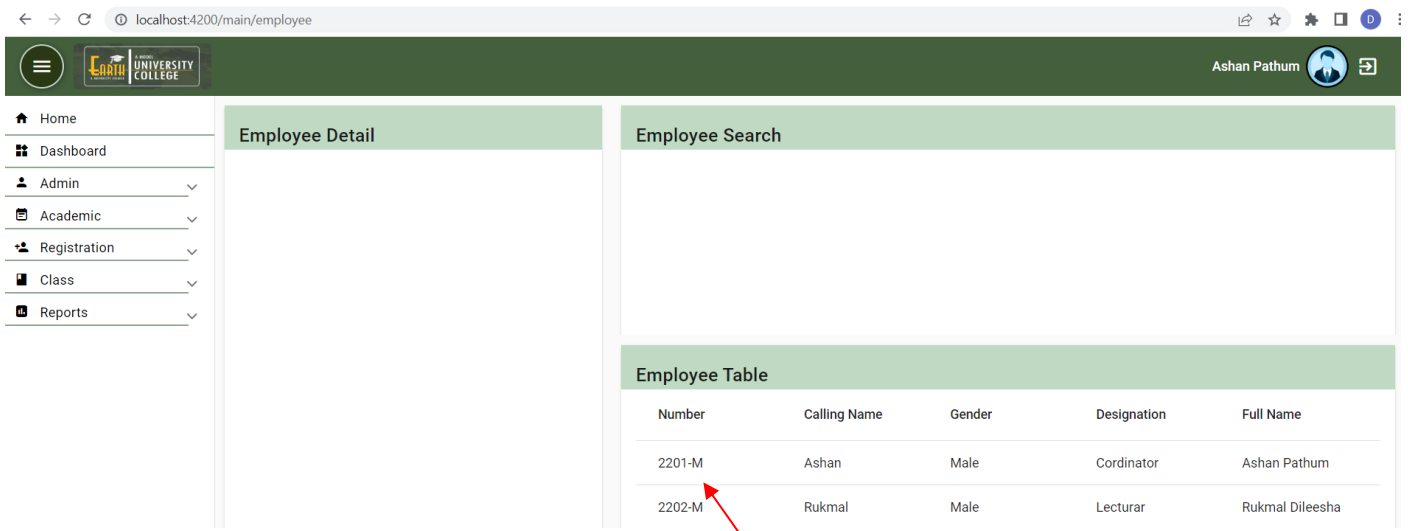 localhost:4200/main/employee
D
EARTH
A MODEL
UNIVERSITY
COLLEGE
Ashan Pathum
Home
Dashboard
Admin
Academic
Registration
Class
Reports
Employee Detail
Employee Search
Employee Table
Number Calling Name Gender Designation Full Name
2201-M Ashan Male Cordinator Ashan Pathum
2202-M Rukmal Male Lecturar Rukmal Dileesha